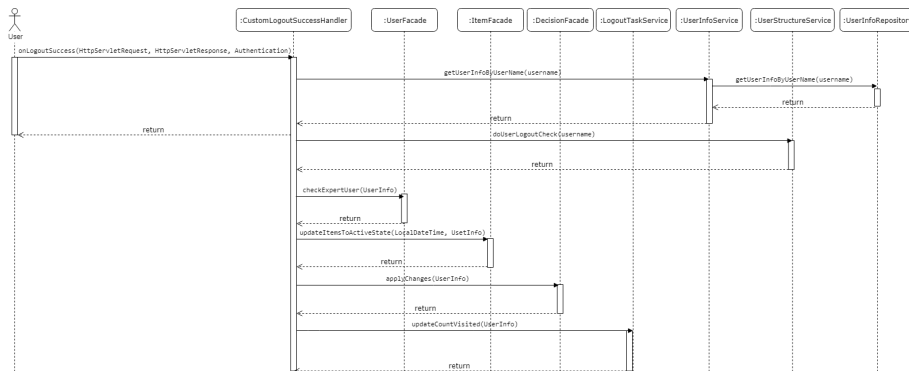 :CustomLogoutSuccessHandler
:UserFacade
:ItemFacade
:DecisionFacade
:LogoutTaskService
:UserInfoService
:UserStructureService
:UserInfoRepositor
User
onLogoutSuccess(HttpServletRequest, HttpServletResponse, Authentication)
getUserInfoByUserName(username)
getUserInfoByUserName(username)
return
return
return
doUserLogoutCheck(username)
return
checkExpertUser(UserInfo)
return
updateItemsToActiveState(LocalDateTime, UsetInfo)
return
applyChanges(UserInfo)
return
updateCountVisited(UserInfo)
return